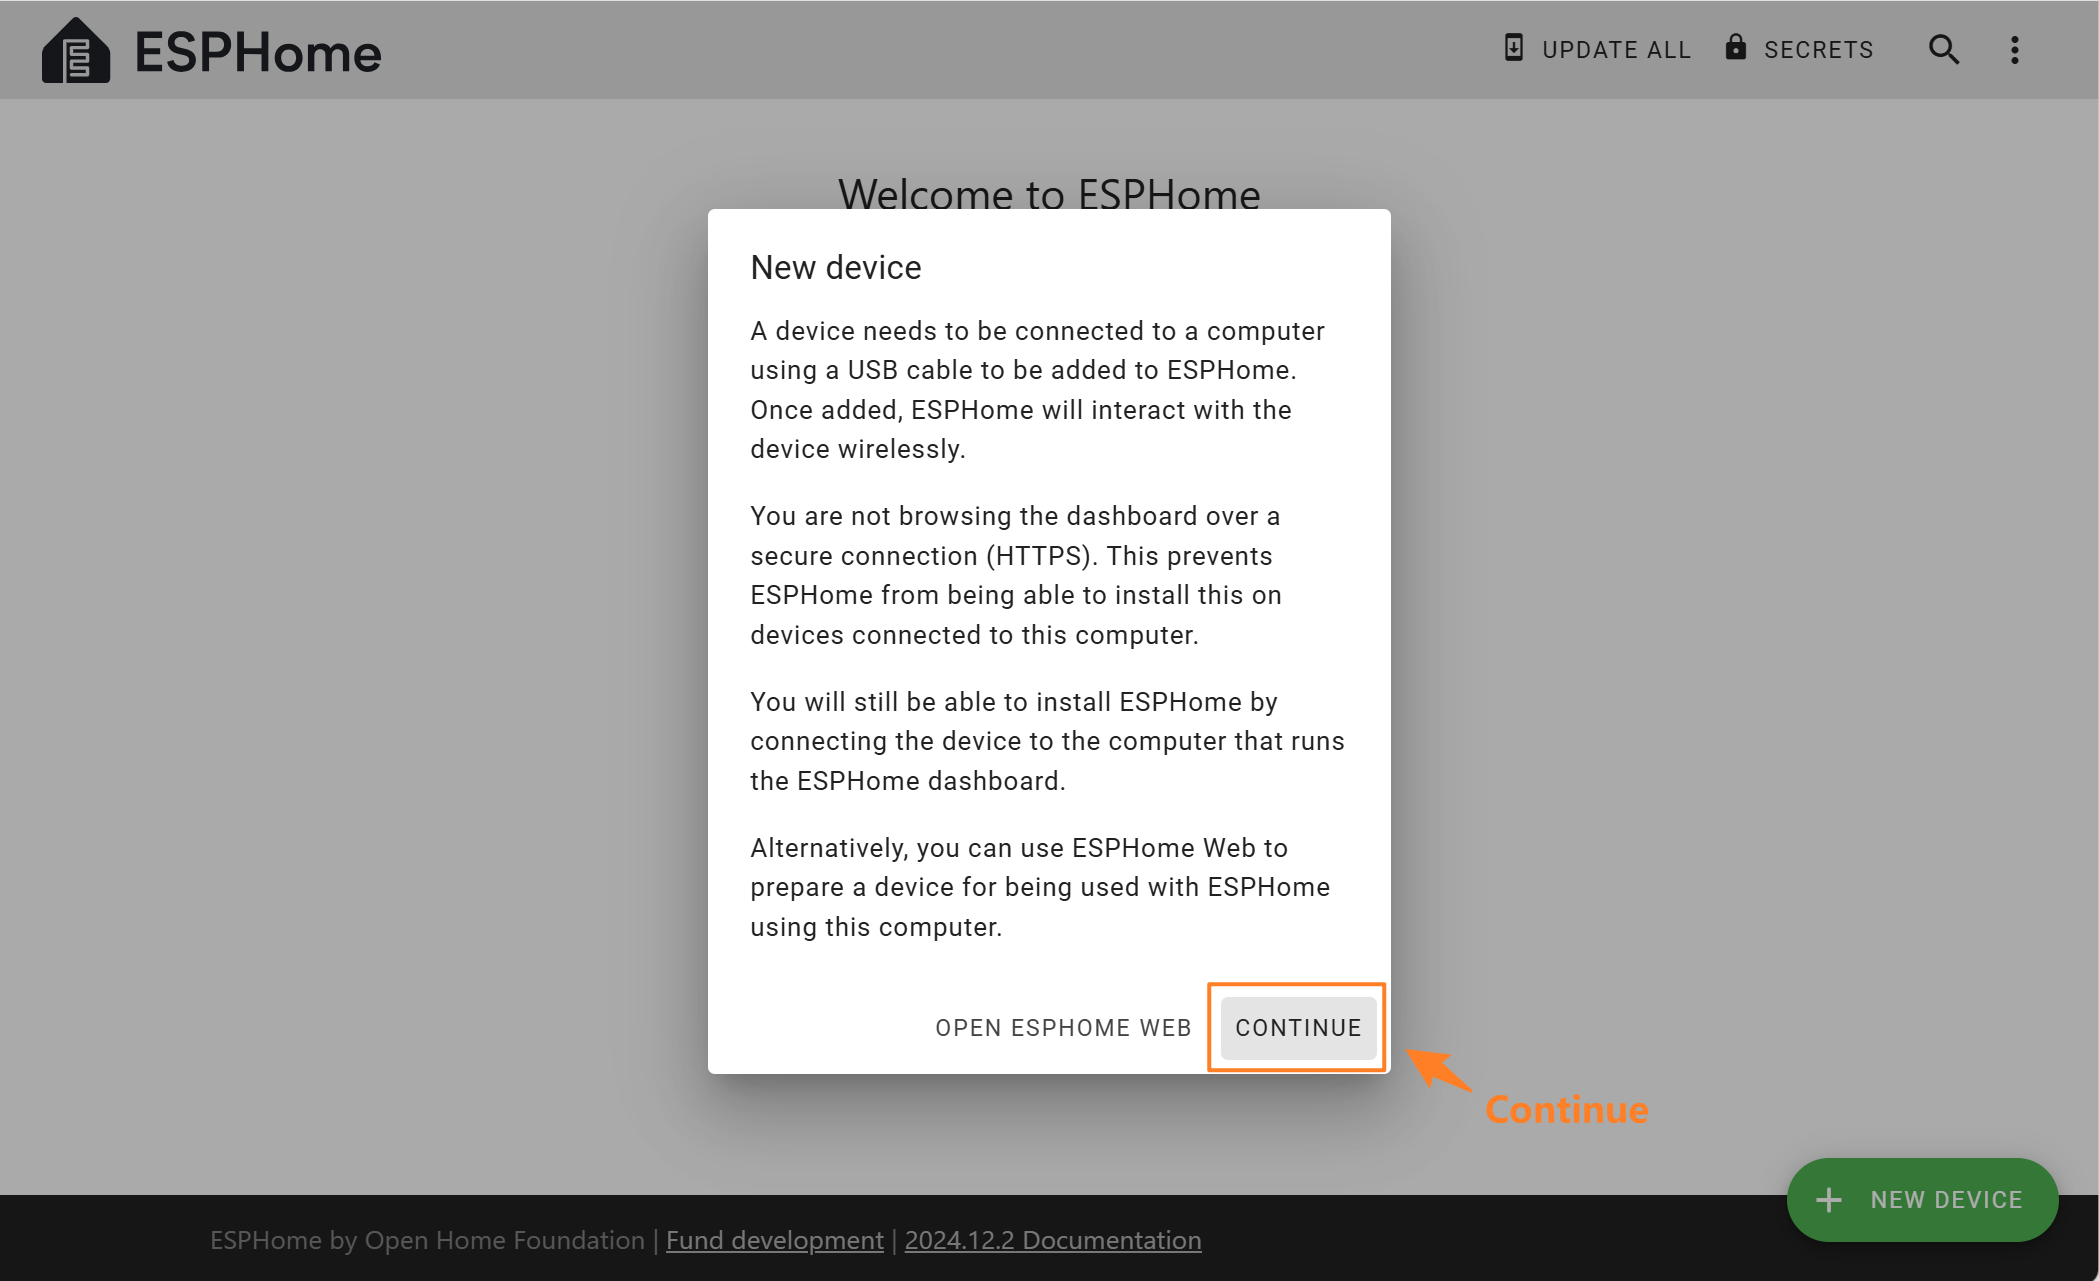 ESPHome
UPDATE ALL
SECRETS
Welcome to ESPHome
New device
A device needs to be connected to a computer
using a USB cable to be added to ESPHome.
Once added, ESPHome will interact with the
device wirelessly.
You are not browsing the dashboard over a
secure connection (HTTPS). This prevents
ESPHome from being able to install this on
devices connected to this computer.
You will still be able to install ESPHome by
connecting the device to the computer that runs
the ESPHome dashboard.
Alternatively, you can use ESPHome Web to
prepare a device for being used with ESPHome
using this computer.
OPEN ESPHOME WEB
CONTINUE
Continue
NEW DEVICE
ESPHome by Open Home Foundation | Fund development | 2024.12.2 Documentation